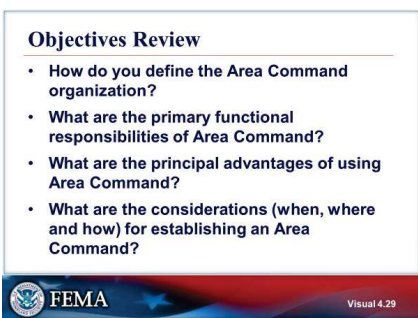 Objectives Review
• How do you define the Area Command
organization?
• What are the primary functional
responsibilities of Area Command?
• What are the principal advantages of using
Area Command?
• What are the considerations (when, where
and how) for establishing an Area
Command?
FEMA
Visual 4.29